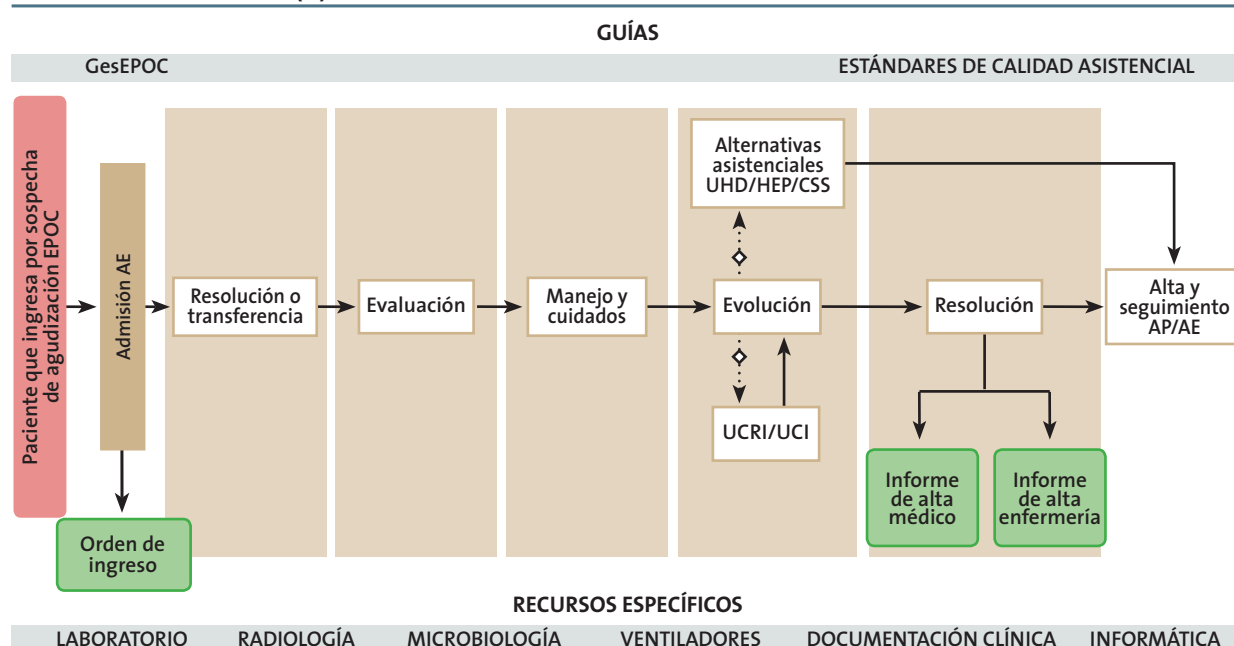 GUÍAS
GesEPOC
ESTÁNDARES DE CALIDAD ASISTENCIAL
Paciente que ingresa por sospecha
de agudización EPOC
Admisión AE
Orden de
ingreso
Resolución o
transferencia
Evaluación
Manejo y
cuidados
Alternativas
asistenciales
UHD/HEP/CSS
Evolución
UCRI/UCI
Resolución
Informe
de alta
médico
Informe
de alta
enfermería
Alta y
seguimiento
AP/AE
RECURSOS ESPECÍFICOS
LABORATORIO
RADIOLOGÍA
MICROBIOLOGÍA
VENTILADORES
DOCUMENTACIÓN CLÍNICA
INFORMÁTICA